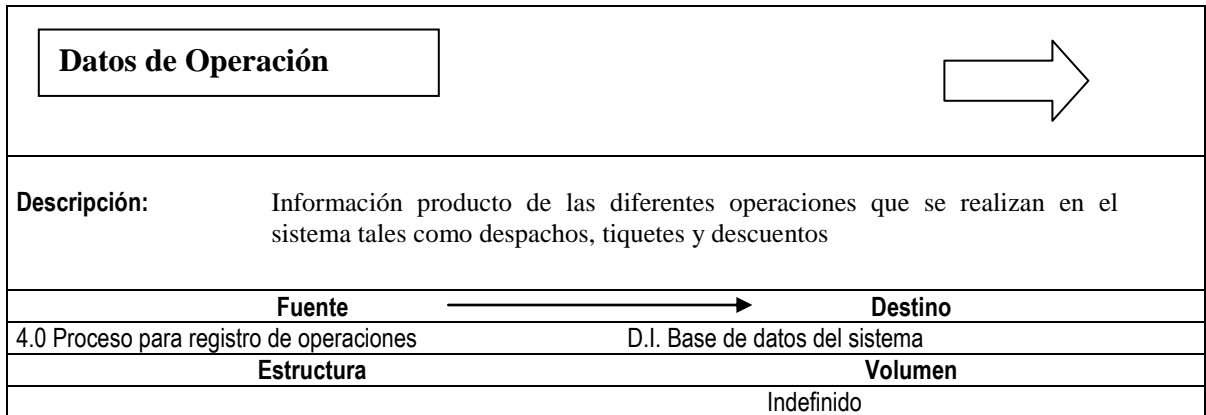 Datos de Operación
Descripción: Información producto de las diferentes operaciones que se realizan en el
sistema tales como despachos, tiquetes y descuentos
Fuente Destino
4.0 Proceso para registro de operaciones D.I. Base de datos del sistema
Estructura Volumen
Indefinido